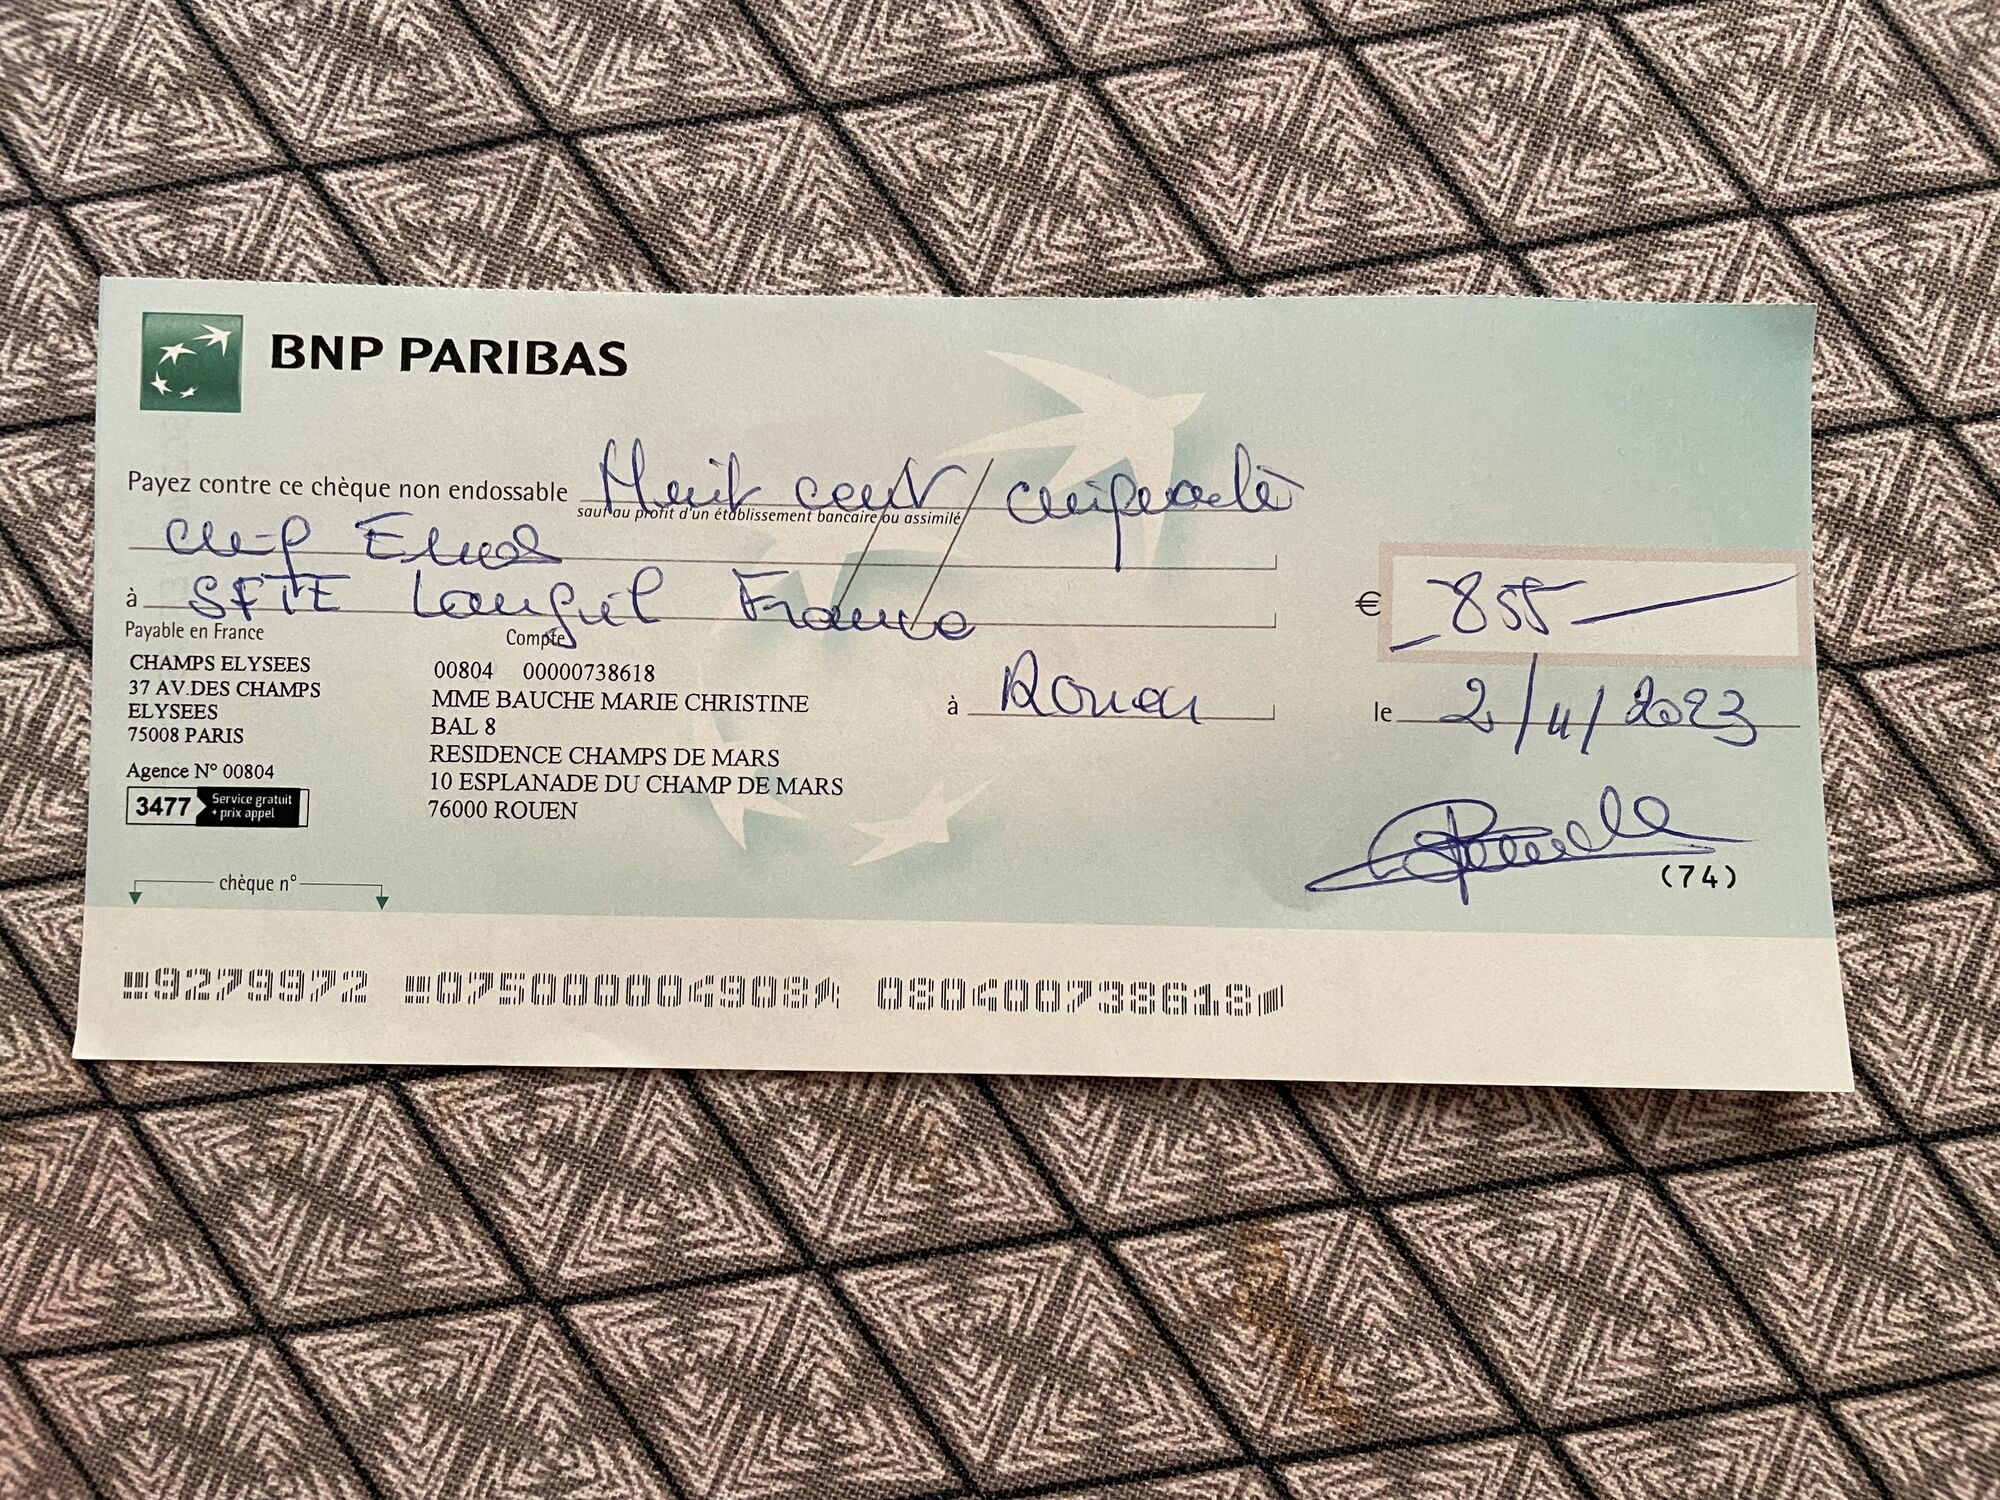 BNP PARIBAS
Payez contre ce chèque non endossable Huit cent cinquante
sauf au profit d'un établissement bancaire ou assimilé
cinq Euros
à SFTE Languil France
€ 855
Payable en France
Compte
CHAMPS ELYSEES
37 AV.DES CHAMPS
ELYSEES
75008 PARIS
Agence N° 00804
3477 Service gratuit
+ prix appel
00804 00000738618
MME BAUCHE MARIE CHRISTINE
BAL 8
RESIDENCE CHAMPS DE MARS
10 ESPLANADE DU CHAMP DE MARS
76000 ROUEN
à Rouen
le 2/4/2023
(74)
chèque n°
9279972 075000004908 080400738618